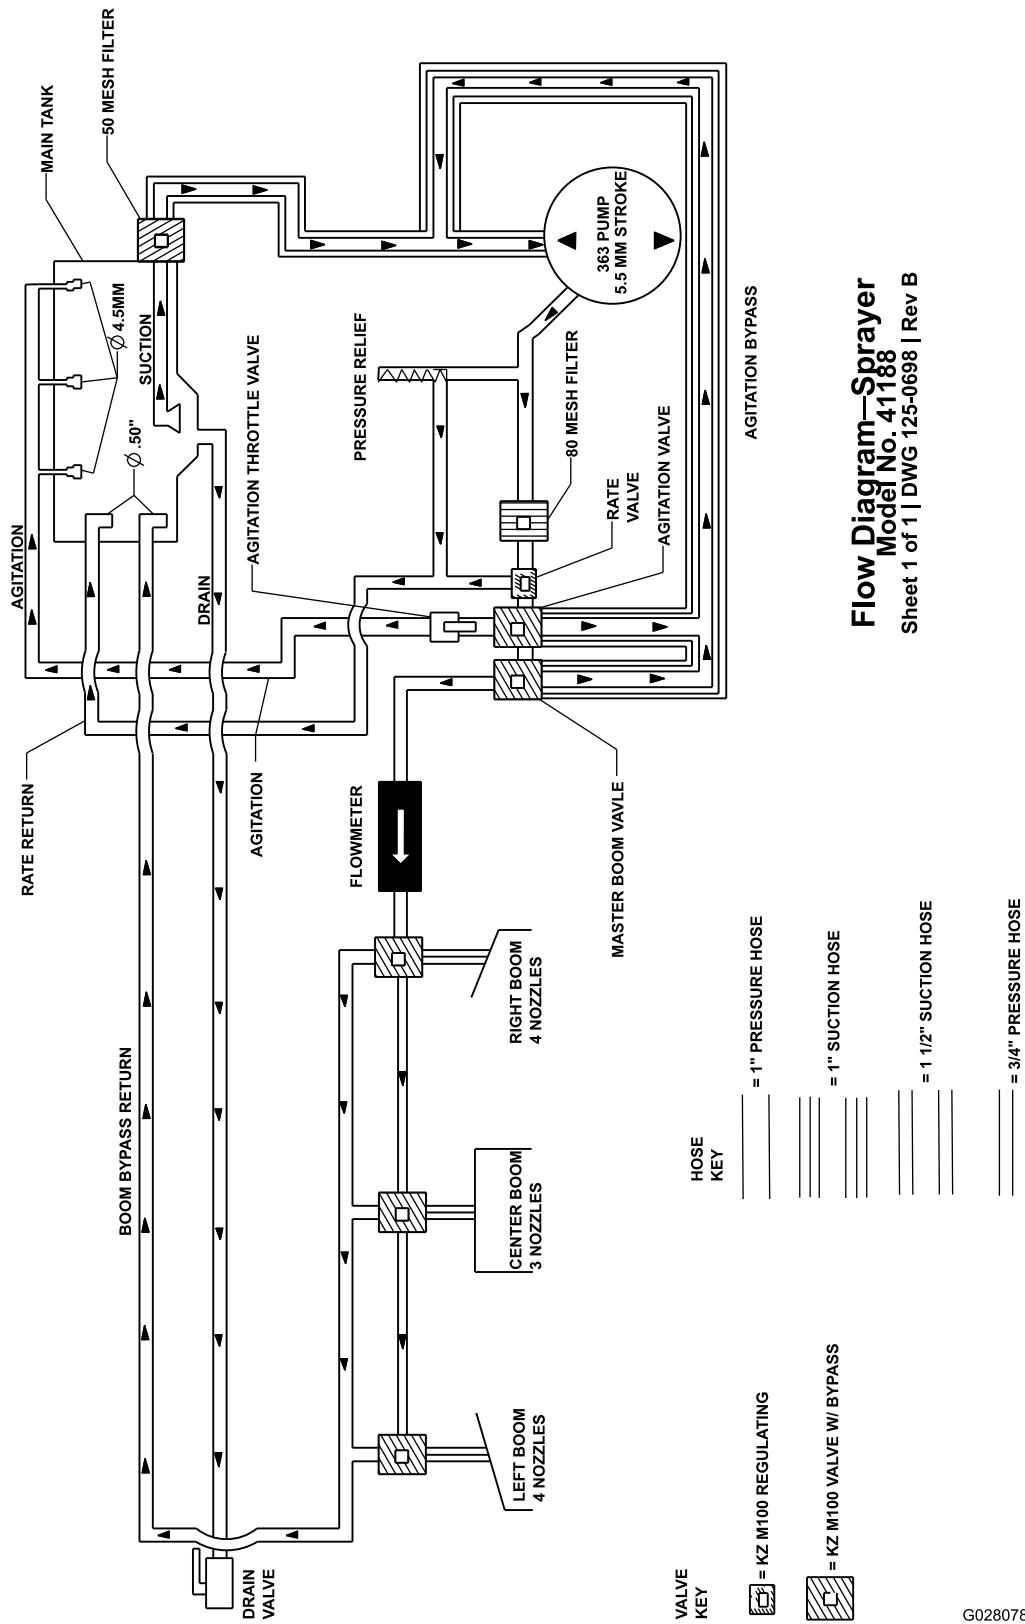 50 MESH FILTER
MAIN TANK
AGITATION
Ø 4.5MM
SUCTION
Ø .50"
DRAIN
AGITATION THROTTLE VALVE
PRESSURE RELIEF
363 PUMP
5.5 MM STROKE
80 MESH FILTER
RATE
VALVE
AGITATION VALVE
AGITATION BYPASS
RATE RETURN
AGITATION
FLOWMETER
MASTER BOOM VAVLE
BOOM BYPASS RETURN
RIGHT BOOM
4 NOZZLES
CENTER BOOM
3 NOZZLES
LEFT BOOM
4 NOZZLES
DRAIN
VALVE
HOSE
KEY
= 1" PRESSURE HOSE
= 1" SUCTION HOSE
= 1 1/2" SUCTION HOSE
= 3/4" PRESSURE HOSE
VALVE
KEY
= KZ M100 REGULATING
= KZ M100 VALVE W/ BYPASS
Flow Diagram—Sprayer
Model No. 41188
Sheet 1 of 1 | DWG 125-0698 | Rev B
G028078